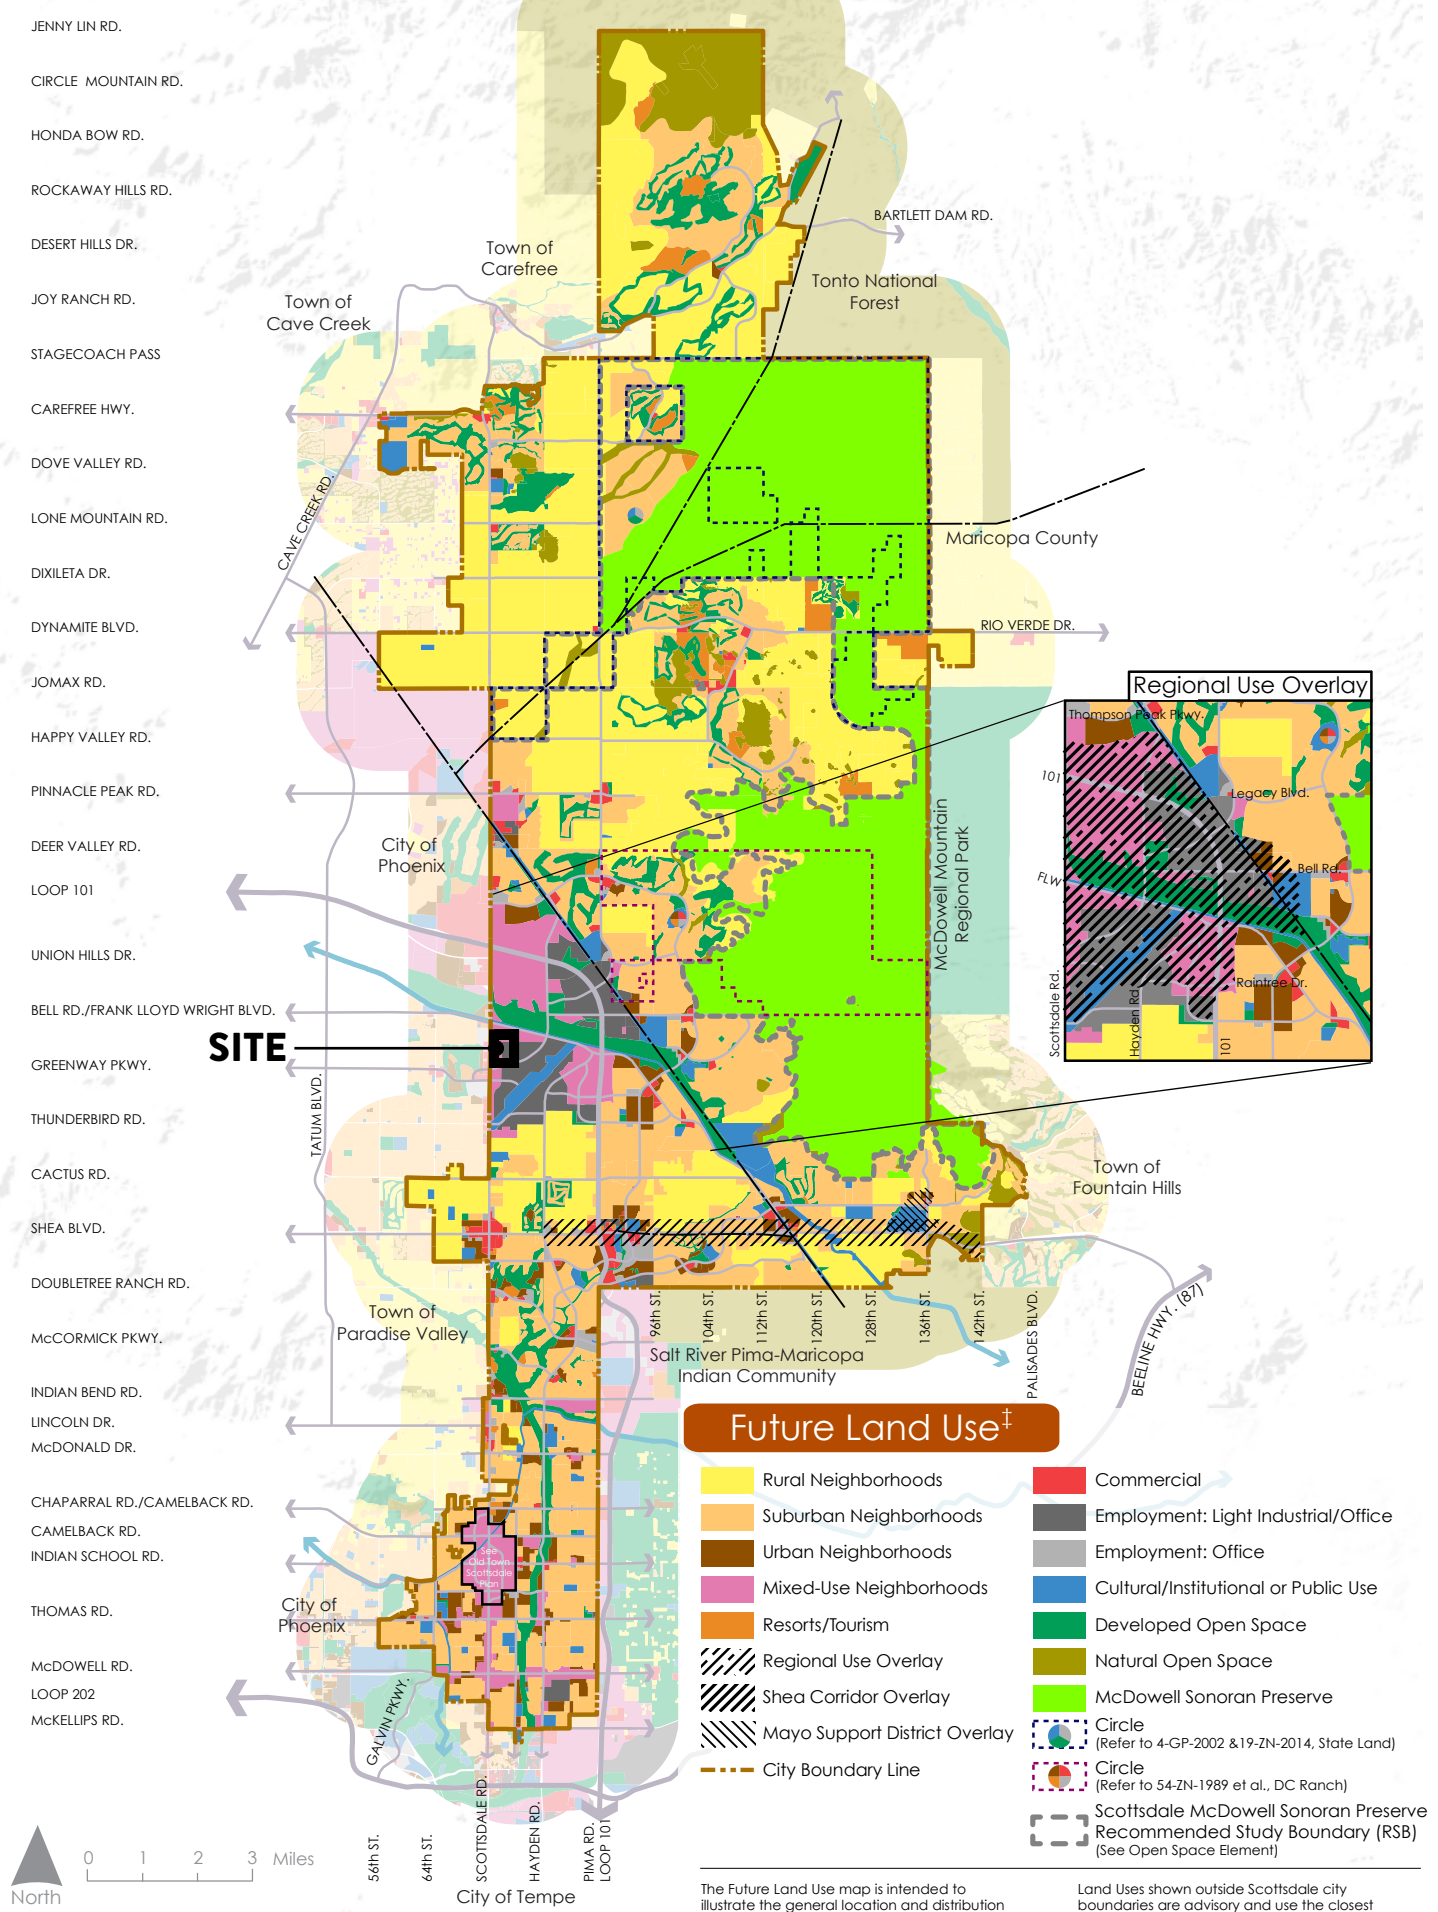 JENNY LIN RD.
CIRCLE MOUNTAIN RD.
HONDA BOW RD.
ROCKAWAY HILLS RD.
DESERT HILLS DR.
JOY RANCH RD.
STAGECOACH PASS
CAREFREE HWY.
DOVE VALLEY RD.
LONE MOUNTAIN RD.
DIXILETA DR.
DYNAMITE BLVD.
JOMAX RD.
HAPPY VALLEY RD.
PINNACLE PEAK RD.
DEER VALLEY RD.
LOOP 101
UNION HILLS DR.
BELL RD./FRANK LLOYD WRIGHT BLVD.
SITE
GREENWAY PKWY.
THUNDERBIRD RD.
CACTUS RD.
SHEA BLVD.
DOUBLETREE RANCH RD.
McCORMICK PKWY.
INDIAN BEND RD.
LINCOLN DR.
McDONALD DR.
CHAPARRAL RD./CAMELBACK RD.
CAMELBACK RD.
INDIAN SCHOOL RD.
THOMAS RD.
McDOWELL RD.
LOOP 202
McKELLIPS RD.
Town of
Carefree
Town of
Cave Creek
BARTLETT DAM RD.
Tonto National
Forest
CAVE CREEK RD.
Maricopa County
RIO VERDE DR.
City of
Phoenix
McDowell Mountain
Regional Park
TATUM BLVD.
Regional Use Overlay
Thompson Peak Pkwy.
101
Legacy Blvd.
Bell Rd.
FLW
Raintree Dr.
Scottsdale Rd.
Hayden Rd
101
Town of
Fountain Hills
Town of
Paradise Valley
96th ST.
104th ST.
112th ST.
120th ST.
128th ST.
136th ST.
142th ST.
PALISADES BLVD.
BEELINE HWY. (87)
Salt River Pima-Maricopa
Indian Community
See
Old Town
Scottsdale
Plan
City of
Phoenix
GALVIN PKWY.
56th ST.
64th ST.
SCOTTSDALE RD.
HAYDEN RD.
PIMA RD.
LOOP 101
City of Tempe
North
0 1 2 3 Miles
Future Land Use‡
Rural Neighborhoods
Suburban Neighborhoods
Urban Neighborhoods
Mixed-Use Neighborhoods
Resorts/Tourism
Regional Use Overlay
Shea Corridor Overlay
Mayo Support District Overlay
City Boundary Line
Commercial
Employment: Light Industrial/Office
Employment: Office
Cultural/Institutional or Public Use
Developed Open Space
Natural Open Space
McDowell Sonoran Preserve
Circle
(Refer to 4-GP-2002 &19-ZN-2014, State Land)
Circle
(Refer to 54-ZN-1989 et al., DC Ranch)
Scottsdale McDowell Sonoran Preserve
Recommended Study Boundary (RSB)
(See Open Space Element)
The Future Land Use map is intended to
illustrate the general location and distribution
Land Uses shown outside Scottsdale city
boundaries are advisory and use the closest